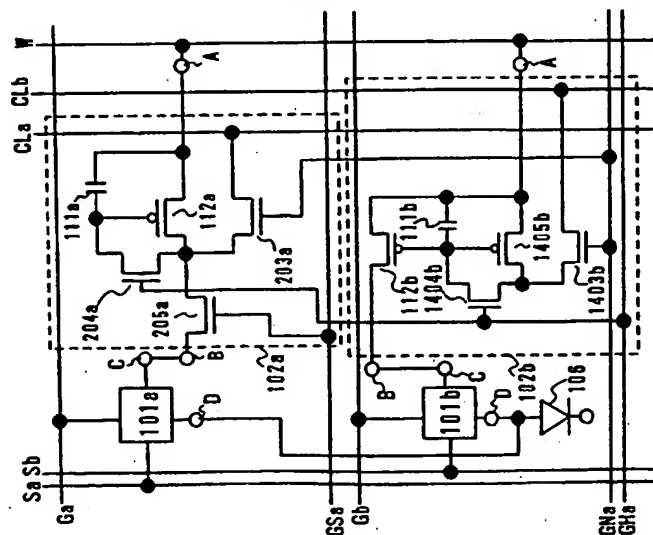 Sa Sb CLa CLb W
Ga
111a
A
204a
112a
205a
203a
C
B
101a
102a
D
GSa
Gb
A
111b
112b
1404b
1405b
1403b
B
C
101b
102b
D
106
GNa
GHa